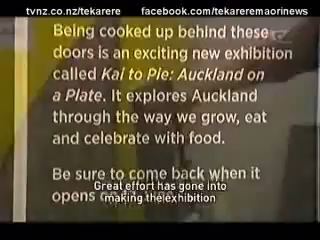 tvnz.co.nz/tekarere facebook.com/tekareremaorinews
Being cooked up behind these
doors is an exciting new exhibition
called Kai to Pie: Auckland on
a Plate. It explores Auckland
through the way we grow, eat
and celebrate with food.
Be sure to come back when it
opens on
Great effort has gone into
making the exhibition